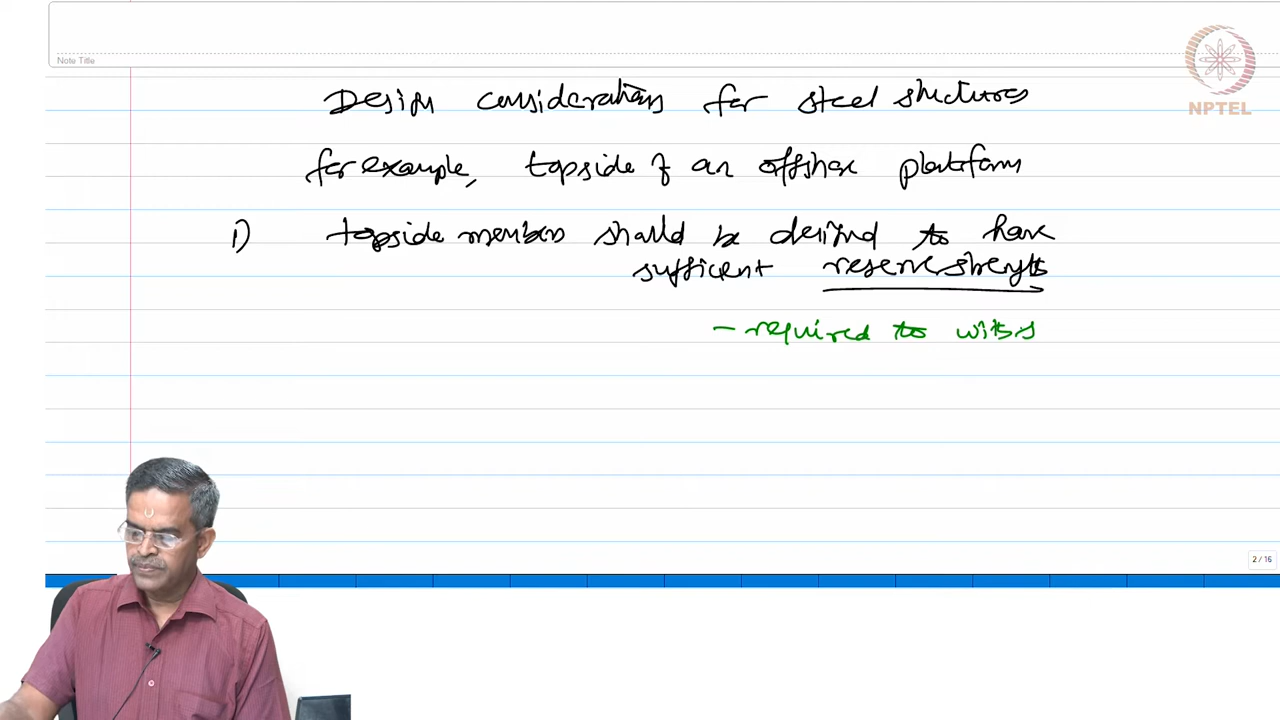 Note Title
NPTEL
Design considerations for steel structures
for example, topside of an offshore platform
1) topside members should be designed to have
sufficient reserve strength
- required to
2 / 16